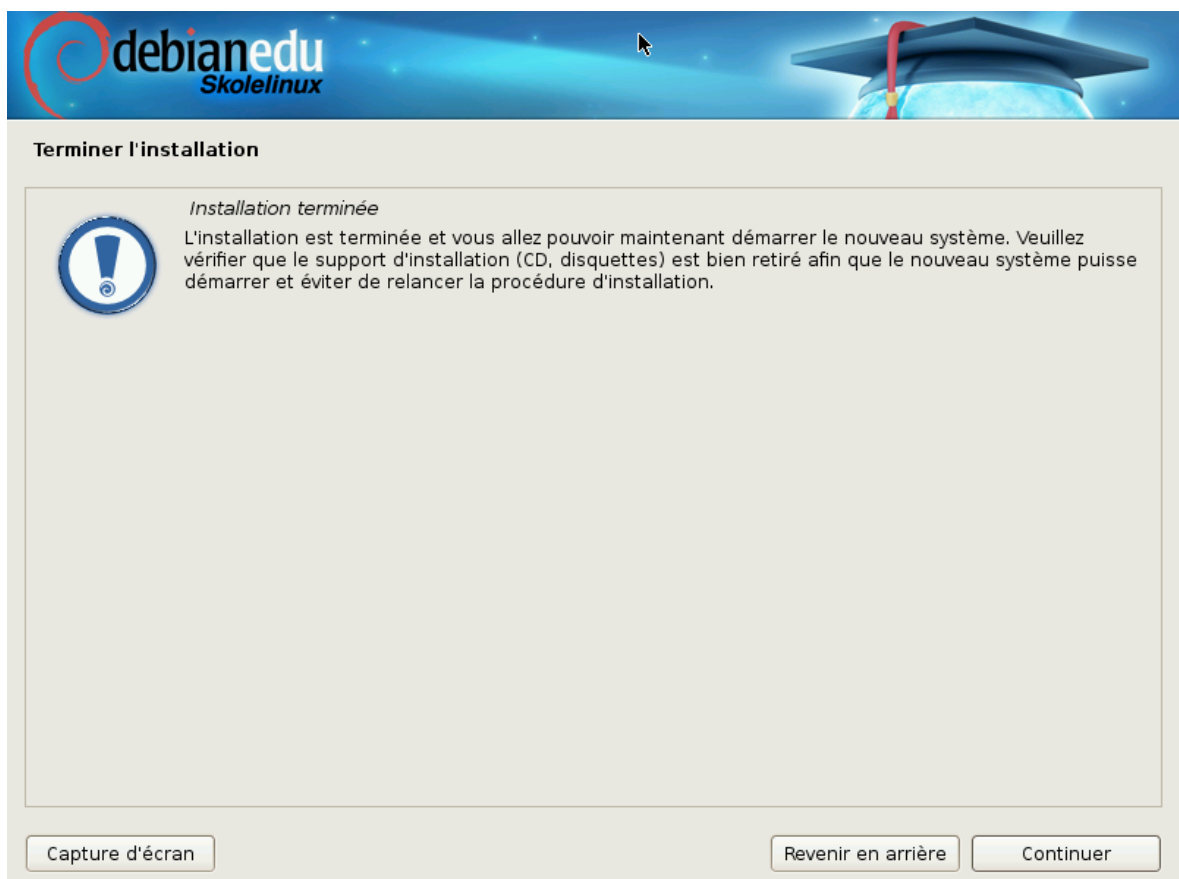 debianedu
Skolelinux
Terminer l'installation
Installation terminée
L'installation est terminée et vous allez pouvoir maintenant démarrer le nouveau système. Veuillez
vérifier que le support d'installation (CD, disquettes) est bien retiré afin que le nouveau système puisse
démarrer et éviter de relancer la procédure d'installation.
Capture d'écran
Revenir en arrière
Continuer